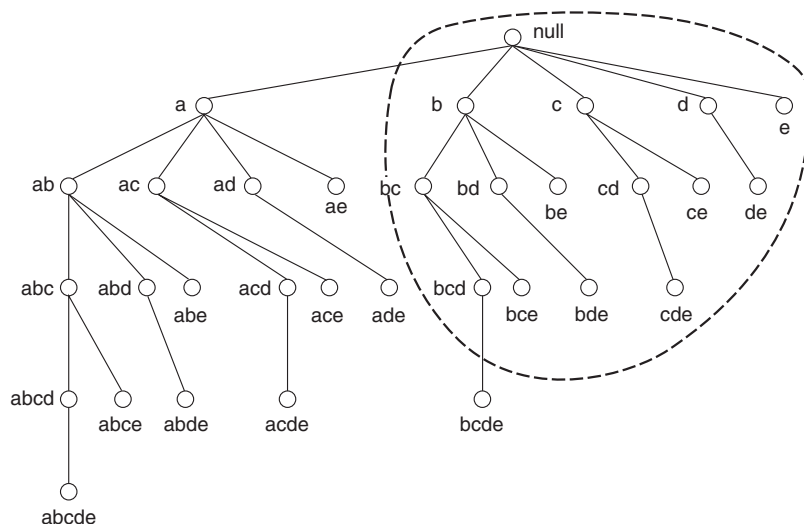 null
a b c d e
ab ac ad ae bc bd be cd ce de
abc abd abe acd ace ade bcd bce bde cde
abcd abce abde acde bcde
abcde